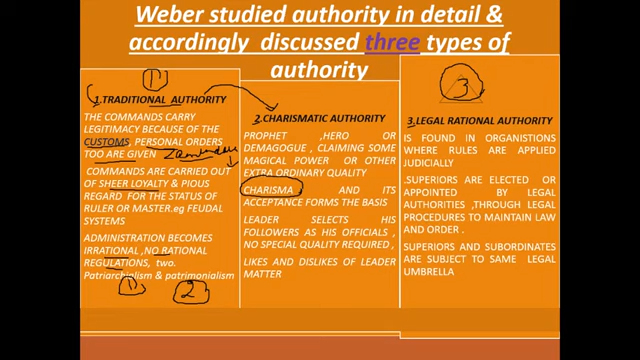 Weber studied authority in detail &
accordingly discussed three types of
authority
1
1.TRADITIONAL AUTHORITY
THE COMMANDS CARRY
LEGITIMACY BECAUSE OF THE
CUSTOMS, PERSONAL ORDERS
TOO ARE GIVEN
COMMANDS ARE CARRIED OUT
OF SHEER LOYALTY & PIOUS
REGARD FOR THE STATUS OF
RULER OR MASTER.eg FEUDAL
SYSTEMS
ADMINISTRATION BECOMES
IRRATIONAL ,NO RATIONAL
REGULATIONS, two.
Patriarchialism & patrimonialism
1 2
2.CHARISMATIC AUTHORITY
PROPHET ,HERO OR
DEMAGOGUE , CLAIMING SOME
MAGICAL POWER OR OTHER
EXTRA ORDINARY QUALITY
CHARISMA , AND ITS
ACCEPTANCE FORMS THE BASIS
LEADER SELECTS HIS
FOLLOWERS AS HIS OFFICIALS ,
NO SPECIAL QUALITY REQUIRED ,
LIKES AND DISLIKES OF LEADER
MATTER
3
3.LEGAL RATIONAL AUTHORITY
IS FOUND IN ORGANISTIONS
WHERE RULES ARE APPLIED
JUDICIALLY
.SUPERIORS ARE ELECTED OR
APPOINTED BY LEGAL
AUTHORITIES ,THROUGH LEGAL
PROCEDURES TO MAINTAIN LAW
AND ORDER .
SUPERIORS AND SUBORDINATES
ARE SUBJECT TO SAME LEGAL
UMBRELLA